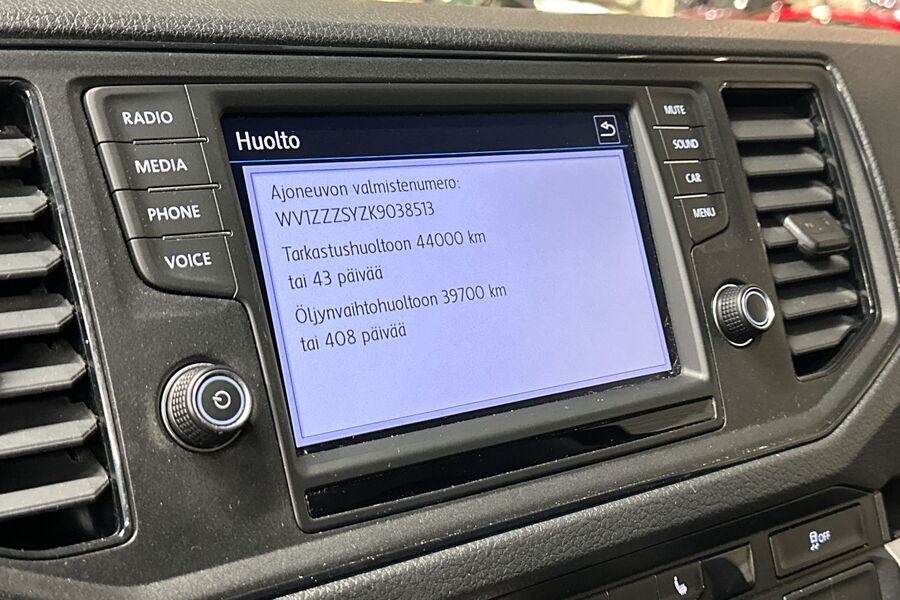 RADIO
MEDIA
PHONE
VOICE
Huolto
Ajoneuvon valmistenumero:
WV1ZZZSYZK9038513
Tarkastushuoltoon 44000 km
tai 43 päivää
Öljynvaihtohuoltoon 39700 km
tai 408 päivää
MUTE
SOUND
CAR
MENU
OFF